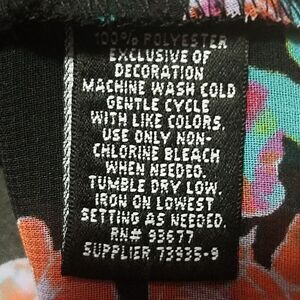 100% POLYESTER
EXCLUSIVE OF
DECORATION
MACHINE WASH COLD
GENTLE CYCLE
WITH LIKE COLORS.
USE ONLY NON-
CHLORINE BLEACH
WHEN NEEDED.
TUMBLE DRY LOW.
IRON ON LOWEST
SETTING AS NEEDED.
RN# 93677
SUPPLIER 73935-9